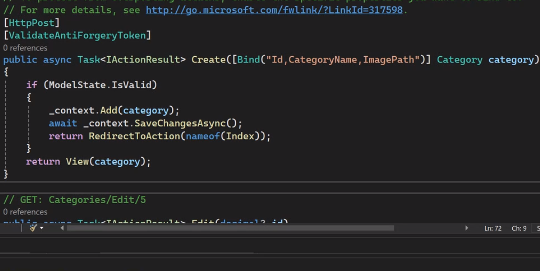 // For more details, see http://go.microsoft.com/fwlink/?LinkId=317598.
[HttpPost]
[ValidateAntiForgeryToken]
0 references
public async Task<IActionResult> Create([Bind("Id,CategoryName,ImagePath")] Category category)
{
if (ModelState.IsValid)
{
_context.Add(category);
await _context.SaveChangesAsync();
return RedirectToAction(nameof(Index));
}
return View(category);
}
// GET: Categories/Edit/5
0 references
public async Task<IActionResult> Edit(decimal? id)
Ln: 72 Ch: 9